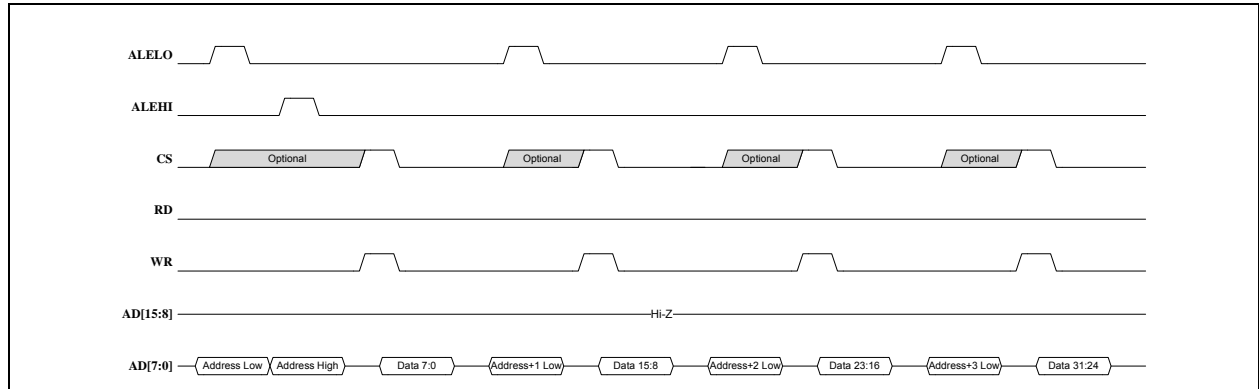 ALELO
ALEHI
CS Optional Optional Optional Optional
RD
WR
AD[15:8] Hi-Z
AD[7:0] Address Low Address High Data 7:0 Address+1 Low Data 15:8 Address+2 Low Data 23:16 Address+3 Low Data 31:24